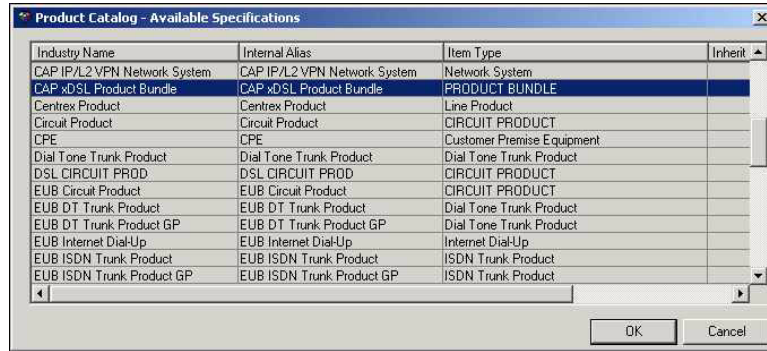 Product Catalog - Available Specifications
Industry Name Internal Alias Item Type Inherit
CAP IP/L2 VPN Network System CAP IP/L2 VPN Network System Network System
CAP xDSL Product Bundle CAP xDSL Product Bundle PRODUCT BUNDLE
Centrex Product Centrex Product Line Product
Circuit Product Circuit Product CIRCUIT PRODUCT
CPE CPE Customer Premise Equipment
Dial Tone Trunk Product Dial Tone Trunk Product Dial Tone Trunk Product
DSL CIRCUIT PROD DSL CIRCUIT PROD CIRCUIT PRODUCT
EUB Circuit Product EUB Circuit Product CIRCUIT PRODUCT
EUB DT Trunk Product EUB DT Trunk Product Dial Tone Trunk Product
EUB DT Trunk Product GP EUB DT Trunk Product GP Dial Tone Trunk Product
EUB Internet Dial-Up EUB Internet Dial-Up Internet Dial-Up
EUB ISDN Trunk Product EUB ISDN Trunk Product ISDN Trunk Product
EUB ISDN Trunk Product GP EUB ISDN Trunk Product GP ISDN Trunk Product
OK Cancel